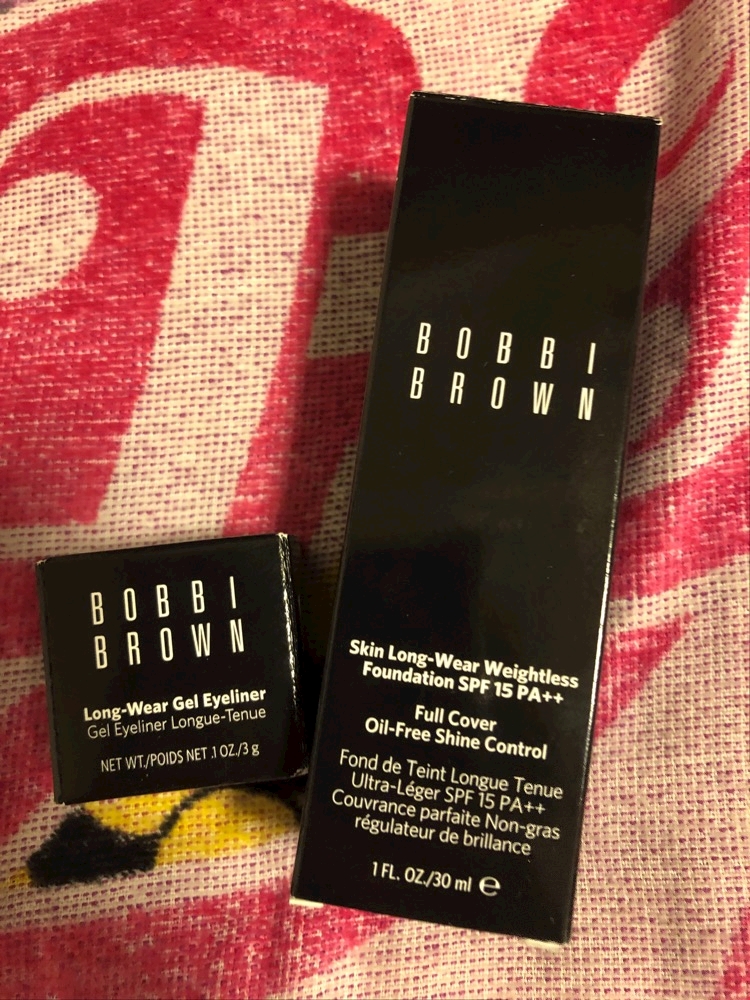 BOBBI
BROWN
Long-Wear Gel Eyeliner
Gel Eyeliner Longue-Tenue
NET WT./POIDS NET .1 OZ./3 g
BOBBI
BROWN
Skin Long-Wear Weightless
Foundation SPF 15 PA++
Full Cover
Oil-Free Shine Control
Fond de Teint Longue Tenue
Ultra-Léger SPF 15 PA++
Couvrance parfaite Non-gras
régulateur de brillance
1 FL. OZ./30 ml ℮